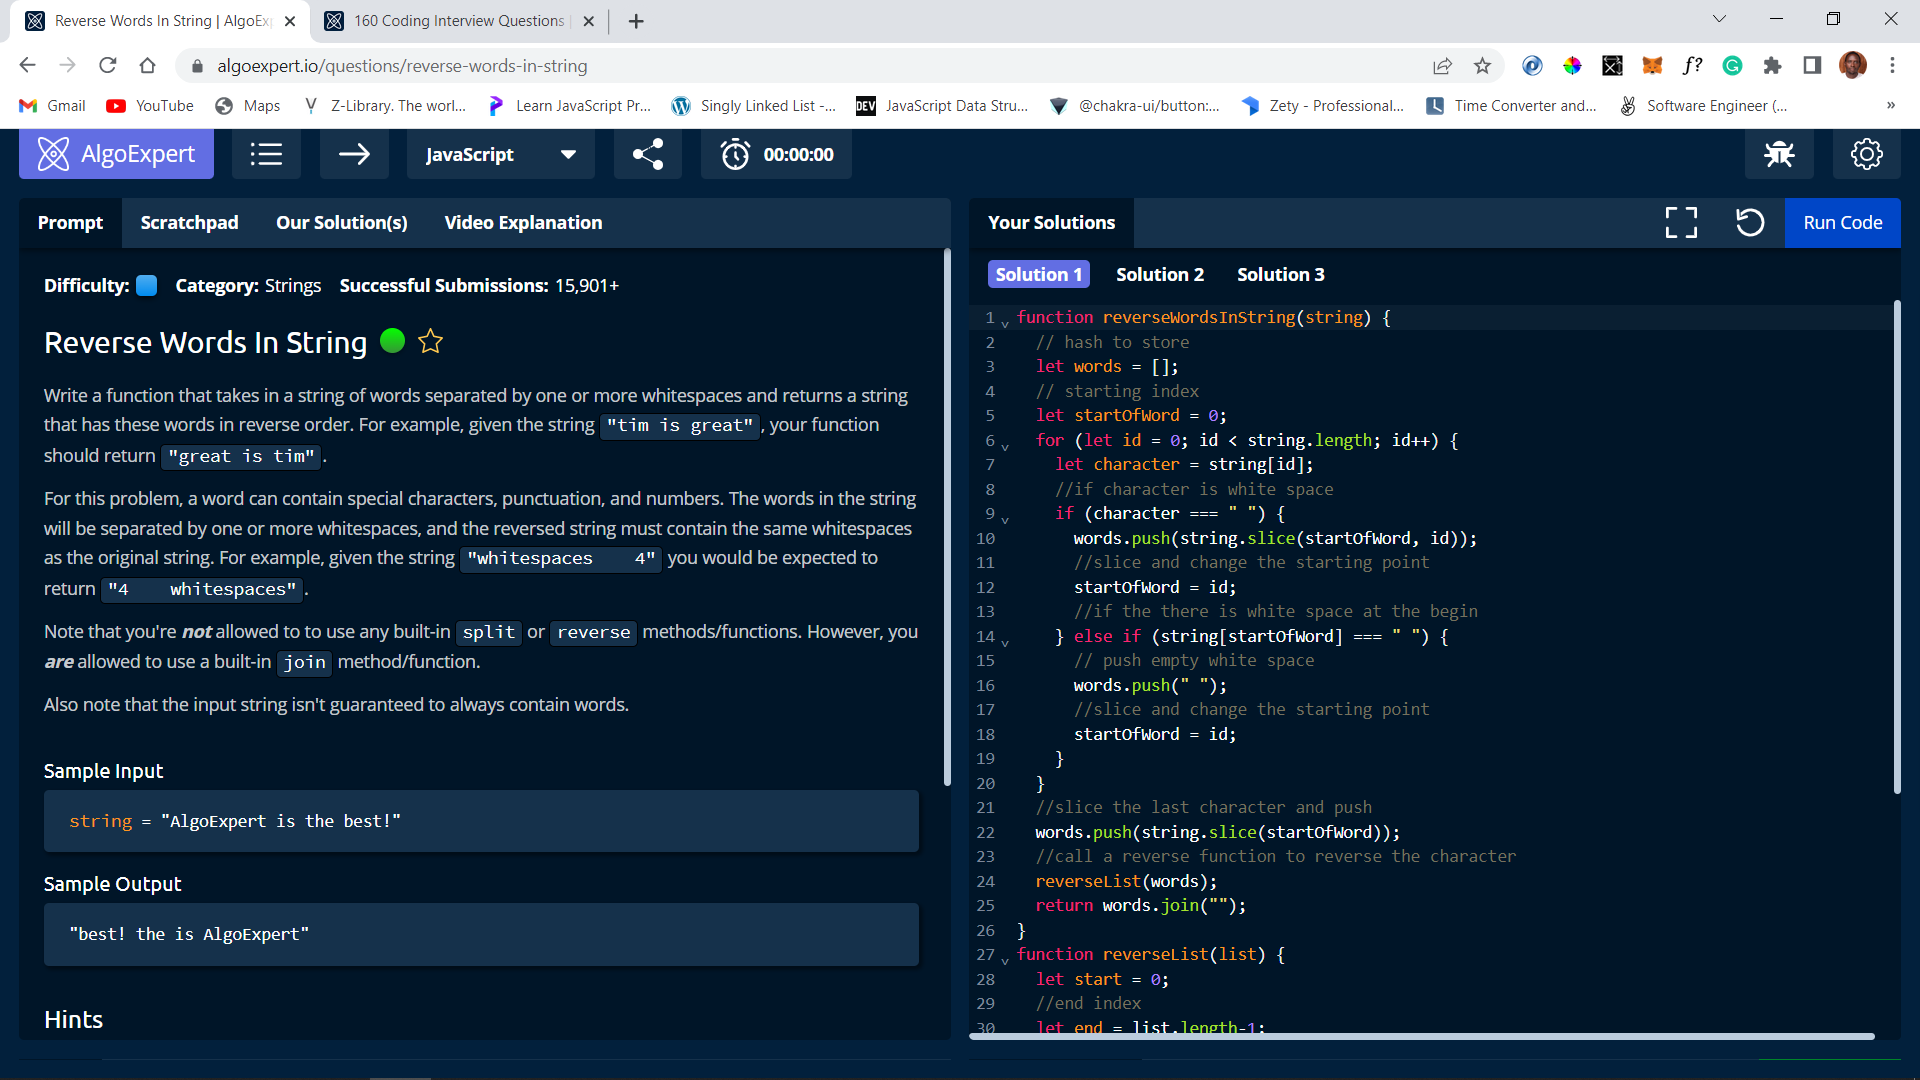 Reverse Words In String | AlgoExp
160 Coding Interview Questions
algoexpert.io/questions/reverse-words-in-string
f?
Gmail
YouTube
Maps
Z-Library. The worl...
Learn JavaScript Pr...
Singly Linked List -...
DEV JavaScript Data Stru...
@chakra-ui/button:...
Zety - Professional...
Time Converter and...
Software Engineer (...
»
AlgoExpert
JavaScript
00:00:00
Prompt Scratchpad Our Solution(s) Video Explanation
Difficulty: Category: Strings Successful Submissions: 15,901+
Reverse Words In String
Write a function that takes in a string of words separated by one or more whitespaces and returns a string
that has these words in reverse order. For example, given the string "tim is great", your function
should return "great is tim".
For this problem, a word can contain special characters, punctuation, and numbers. The words in the string
will be separated by one or more whitespaces, and the reversed string must contain the same whitespaces
as the original string. For example, given the string "whitespaces    4" you would be expected to
return "4    whitespaces".
Note that you're not allowed to to use any built-in split or reverse methods/functions. However, you
are allowed to use a built-in join method/function.
Also note that the input string isn't guaranteed to always contain words.
Sample Input
string = "AlgoExpert is the best!"
Sample Output
"best! the is AlgoExpert"
Hints
Your Solutions
Run Code
Solution 1 Solution 2 Solution 3
1 function reverseWordsInString(string) {
2 // hash to store
3 let words = [];
4 // starting index
5 let startOfWord = 0;
6 for (let id = 0; id < string.length; id++) {
7 let character = string[id];
8 //if character is white space
9 if (character === " ") {
10 words.push(string.slice(startOfWord, id));
11 //slice and change the starting point
12 startOfWord = id;
13 //if the there is white space at the begin
14 } else if (string[startOfWord] === " ") {
15 // push empty white space
16 words.push(" ");
17 //slice and change the starting point
18 startOfWord = id;
19 }
20 }
21 //slice the last character and push
22 words.push(string.slice(startOfWord));
23 //call a reverse function to reverse the character
24 reverseList(words);
25 return words.join("");
26 }
27 function reverseList(list) {
28 let start = 0;
29 //end index
30 let end = list.length-1;